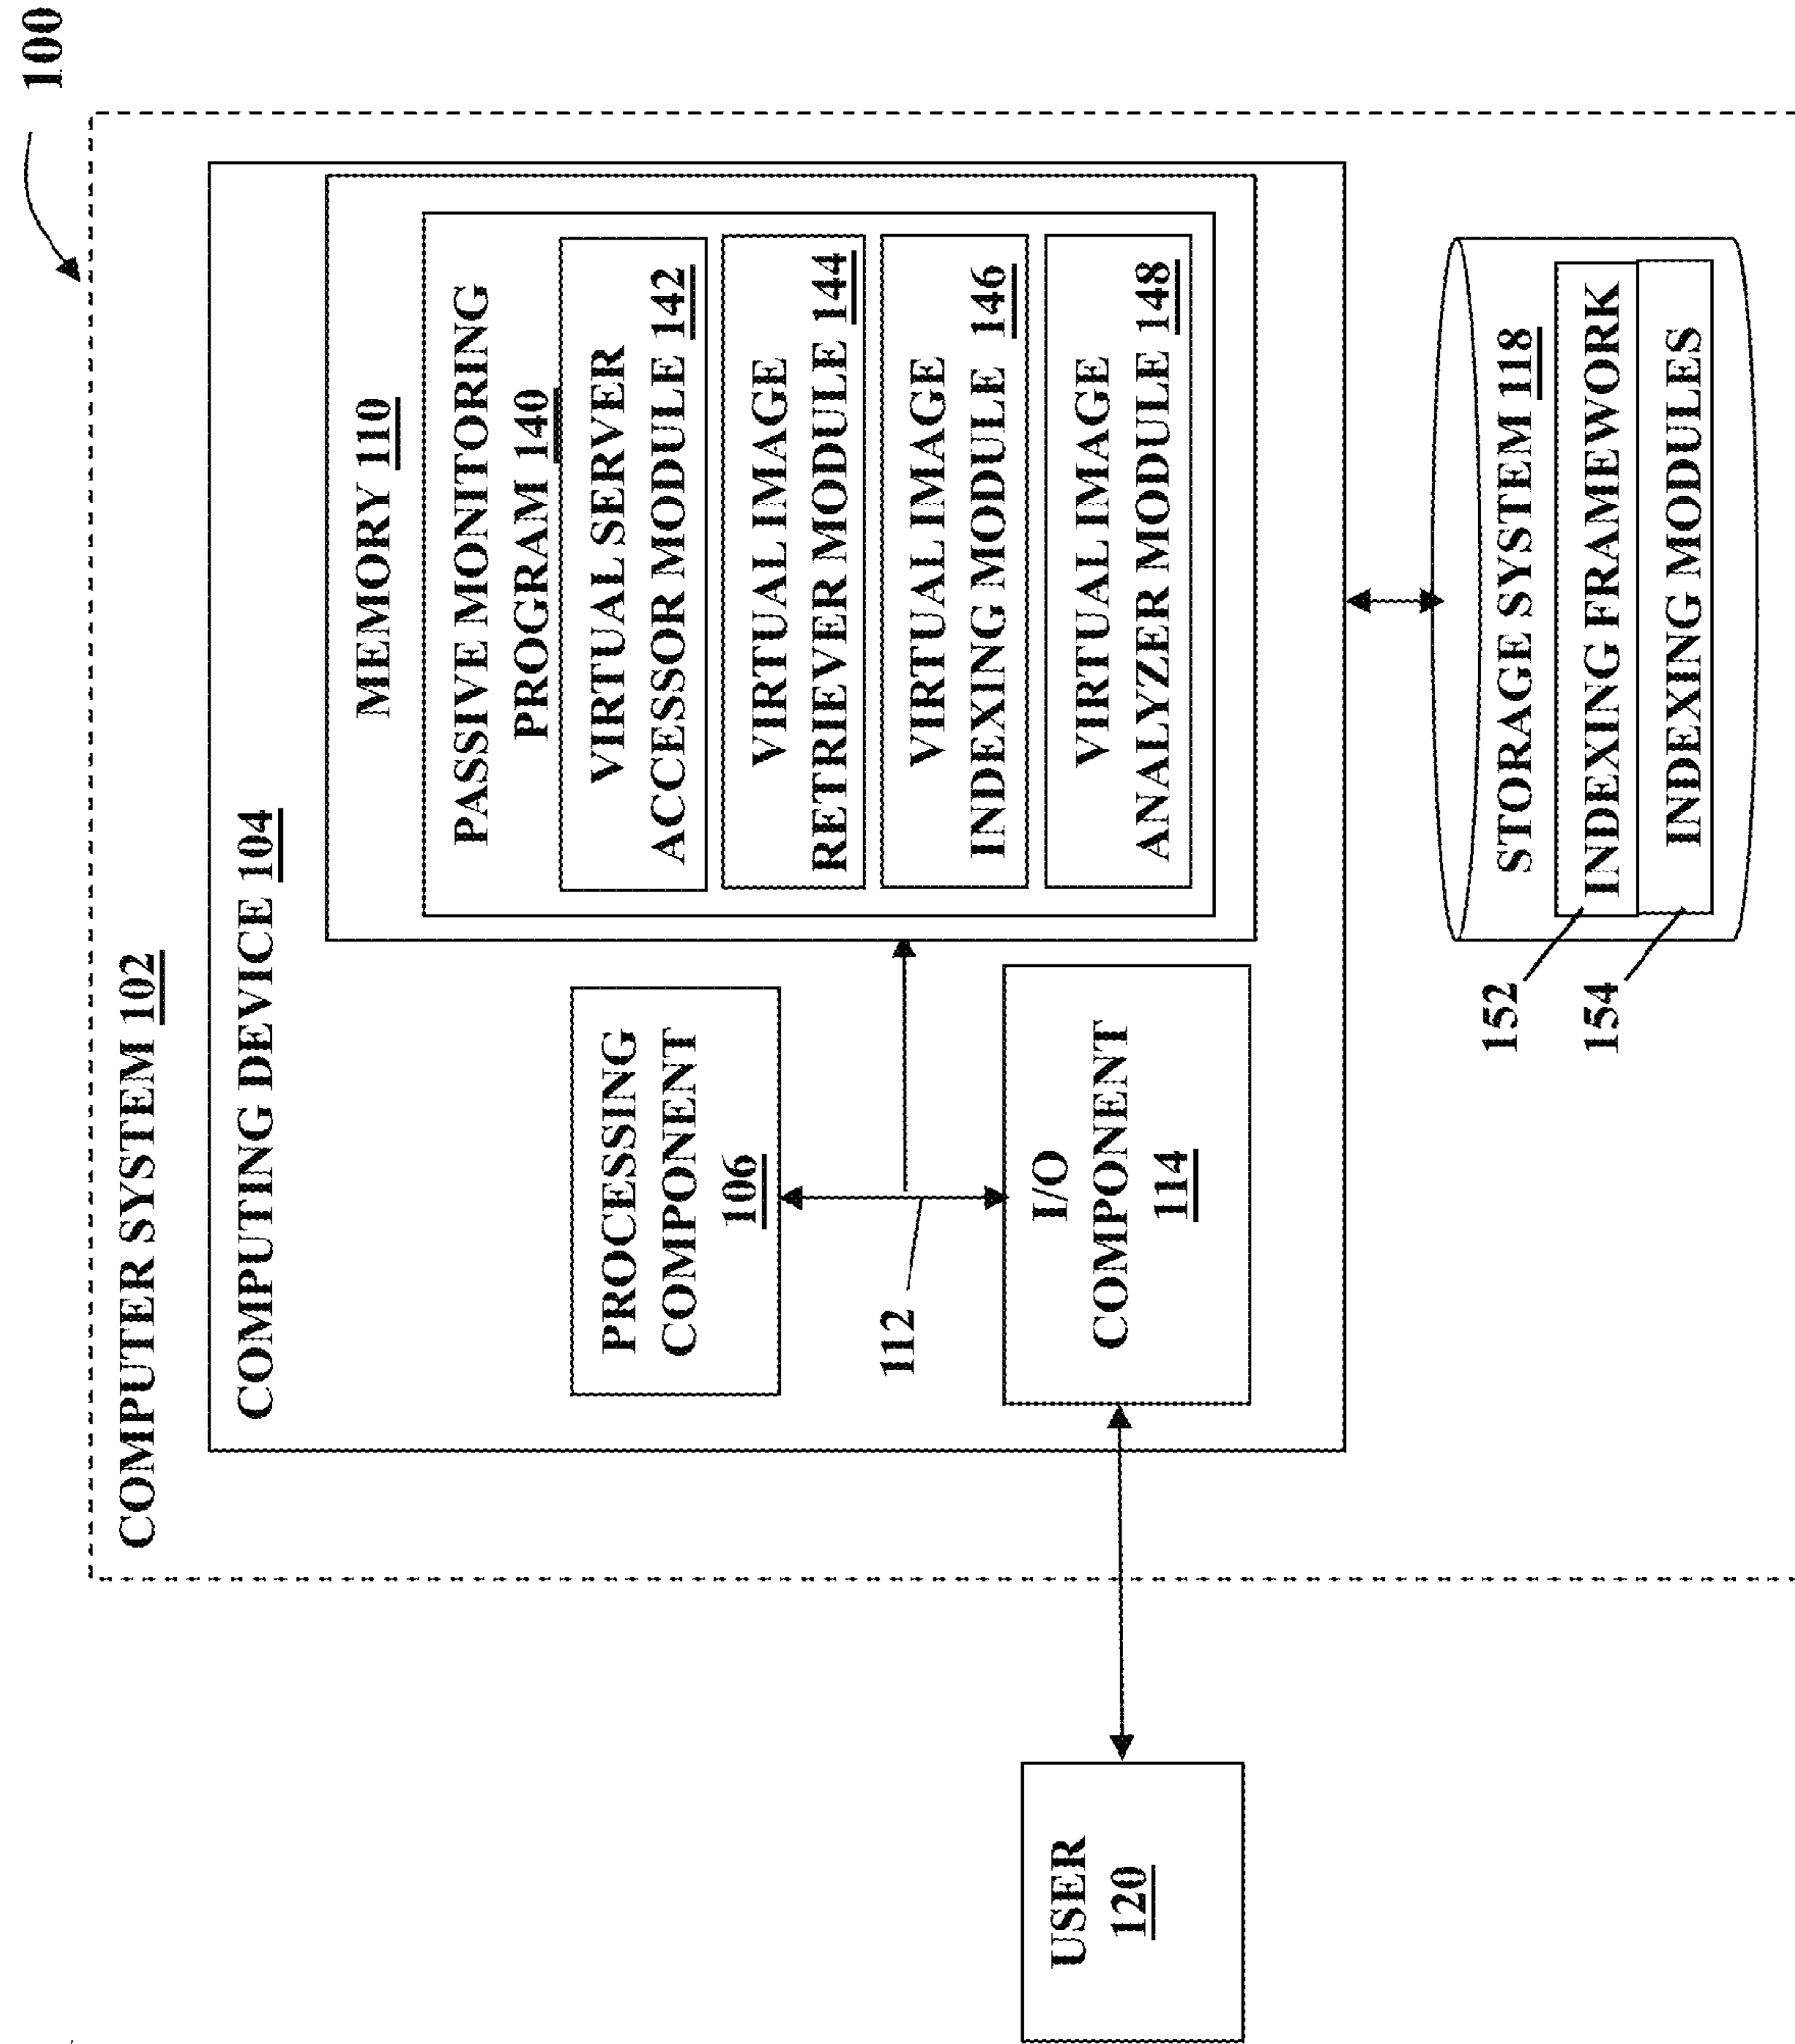 100
COMPUTER SYSTEM 102
COMPUTING DEVICE 104
MEMORY 110
PASSIVE MONITORING
PROGRAM 140
VIRTUAL SERVER
ACCESSOR MODULE 142
VIRTUAL IMAGE
RETRIEVER MODULE 144
VIRTUAL IMAGE
INDEXING MODULE 146
VIRTUAL IMAGE
ANALYZER MODULE 148
PROCESSING
COMPONENT
106
112
I/O
COMPONENT
114
USER
120
STORAGE SYSTEM 118
INDEXING FRAMEWORK
INDEXING MODULES
152
154